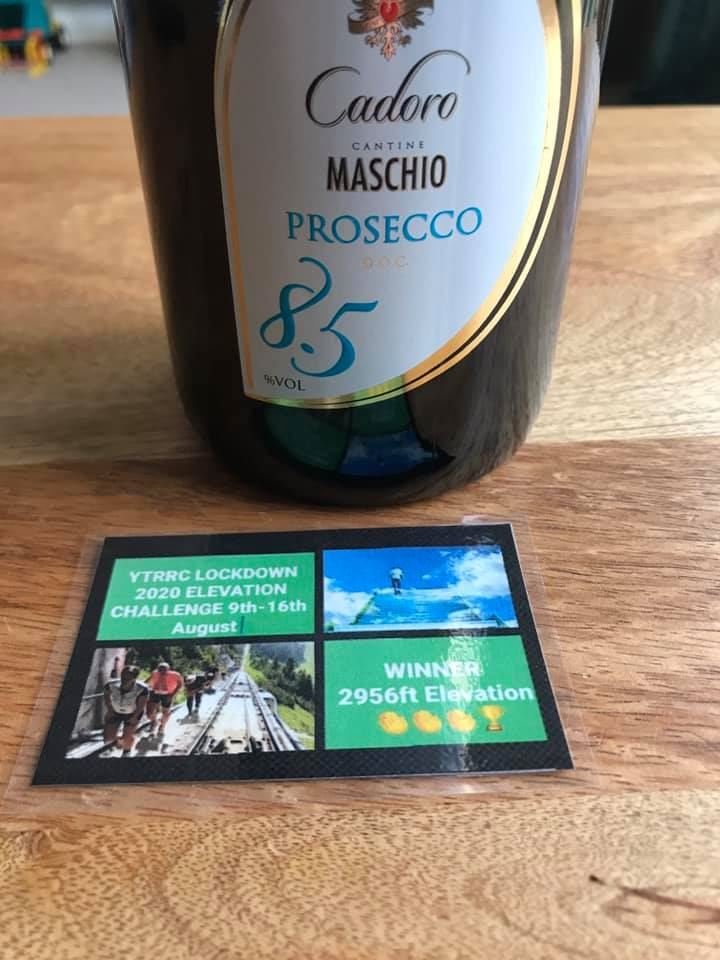 Cadoro
CANTINE
MASCHIO
PROSECCO
D.O.C.
8.5
%VOL
YTRRC LOCKDOWN
2020 ELEVATION
CHALLENGE 9th-16th
August
WINNER
2956ft Elevation